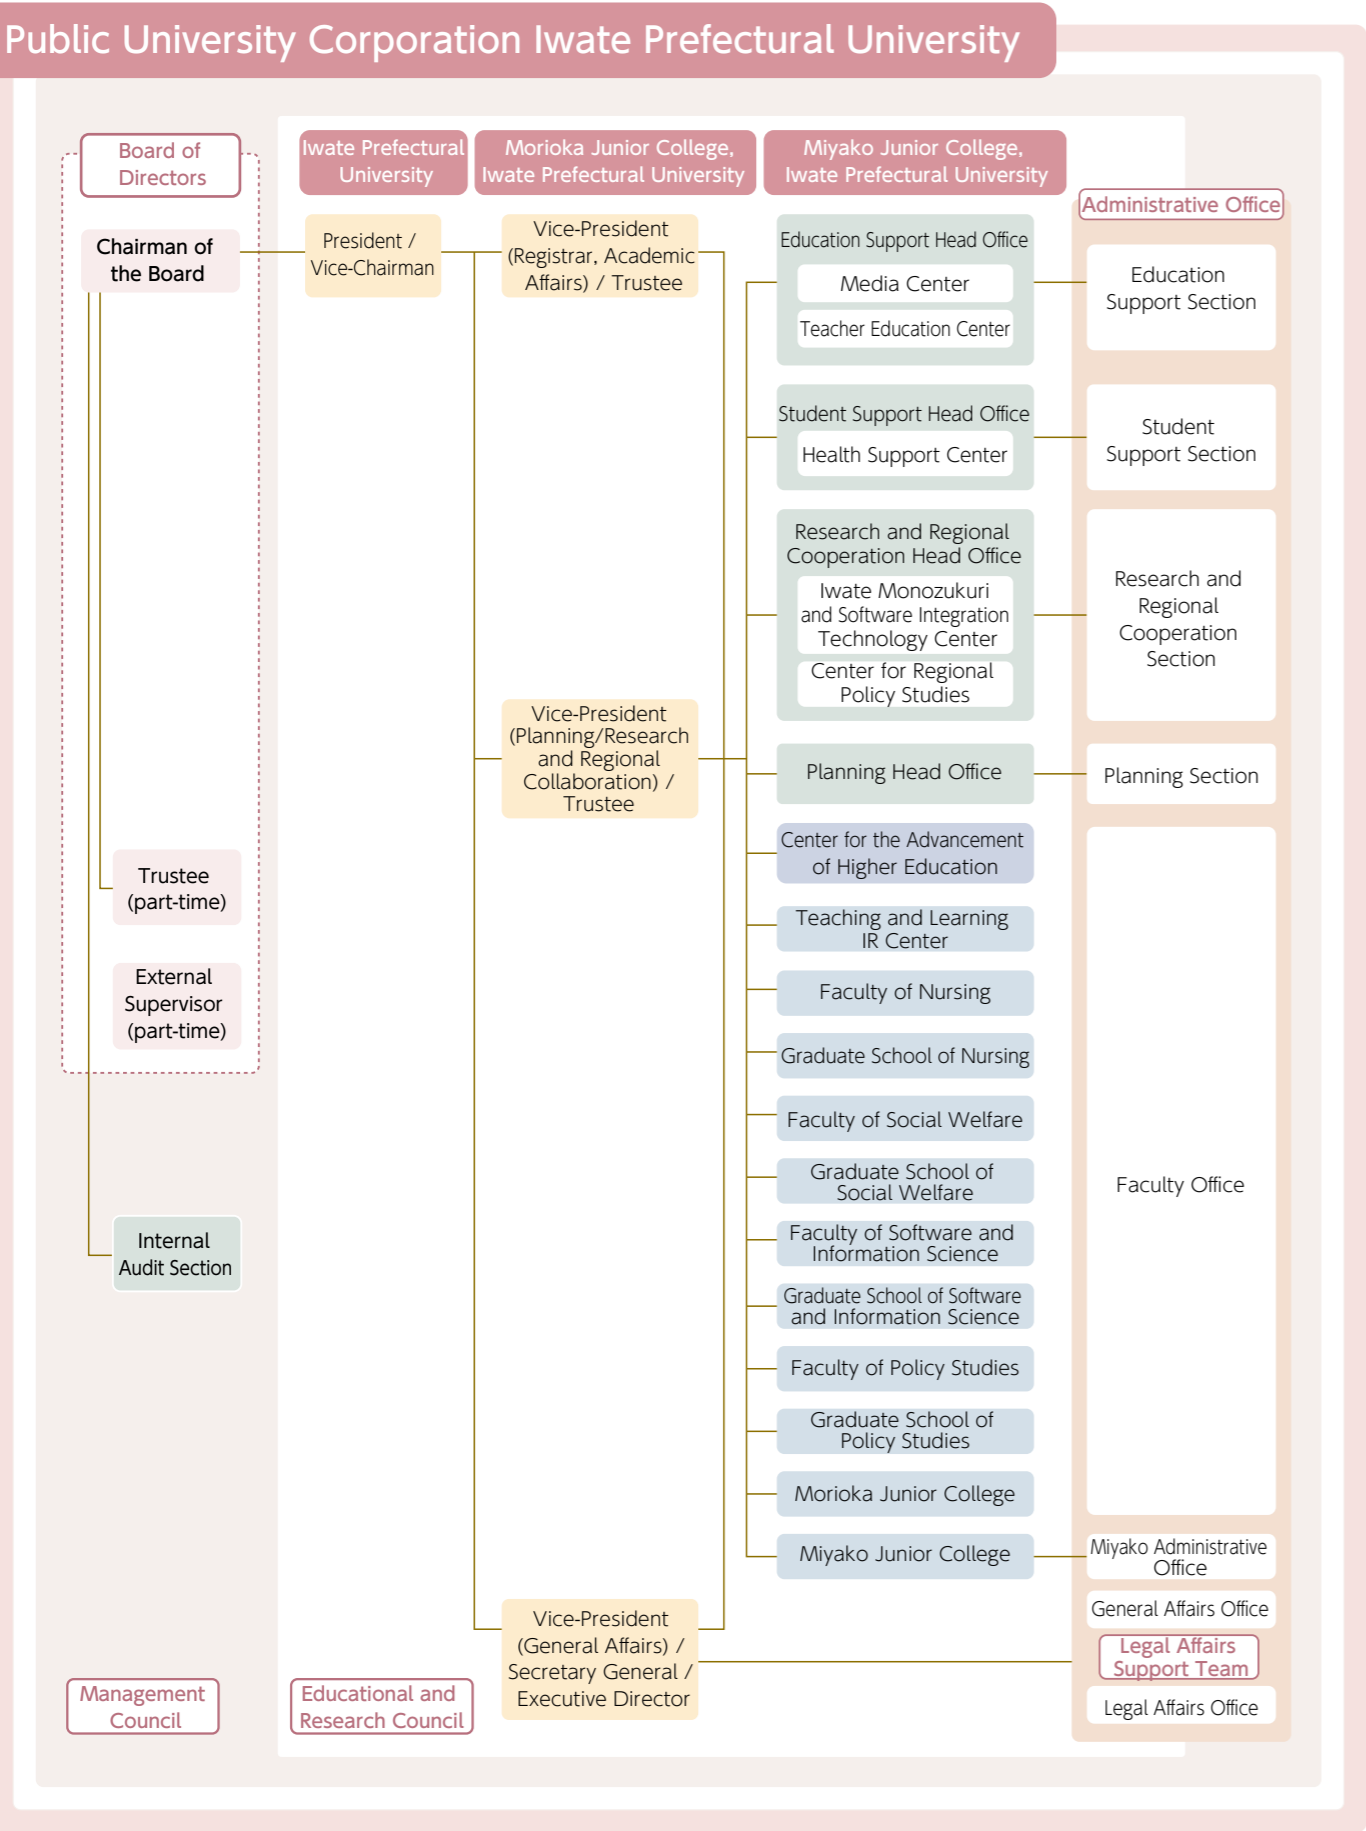 Public University Corporation Iwate Prefectural University
Board of
Directors
Chairman of
the Board
Trustee
(part-time)
External
Supervisor
(part-time)
Internal
Audit Section
Management
Council
Iwate Prefectural
University
President /
Vice-Chairman
Educational and
Research Council
Morioka Junior College,
Iwate Prefectural University
Vice-President
(Registrar, Academic
Affairs) / Trustee
Vice-President
(Planning/Research
and Regional
Collaboration) /
Trustee
Vice-President
(General Affairs) /
Secretary General /
Executive Director
Miyako Junior College,
Iwate Prefectural University
Education Support Head Office
Media Center
Teacher Education Center
Student Support Head Office
Health Support Center
Research and Regional
Cooperation Head Office
Iwate Monozukuri
and Software Integration
Technology Center
Center for Regional
Policy Studies
Planning Head Office
Center for the Advancement
of Higher Education
Teaching and Learning
IR Center
Faculty of Nursing
Graduate School of Nursing
Faculty of Social Welfare
Graduate School of
Social Welfare
Faculty of Software and
Information Science
Graduate School of Software
and Information Science
Faculty of Policy Studies
Graduate School of
Policy Studies
Morioka Junior College
Miyako Junior College
Administrative Office
Education
Support Section
Student
Support Section
Research and
Regional
Cooperation
Section
Planning Section
Faculty Office
Miyako Administrative
Office
General Affairs Office
Legal Affairs
Support Team
Legal Affairs Office